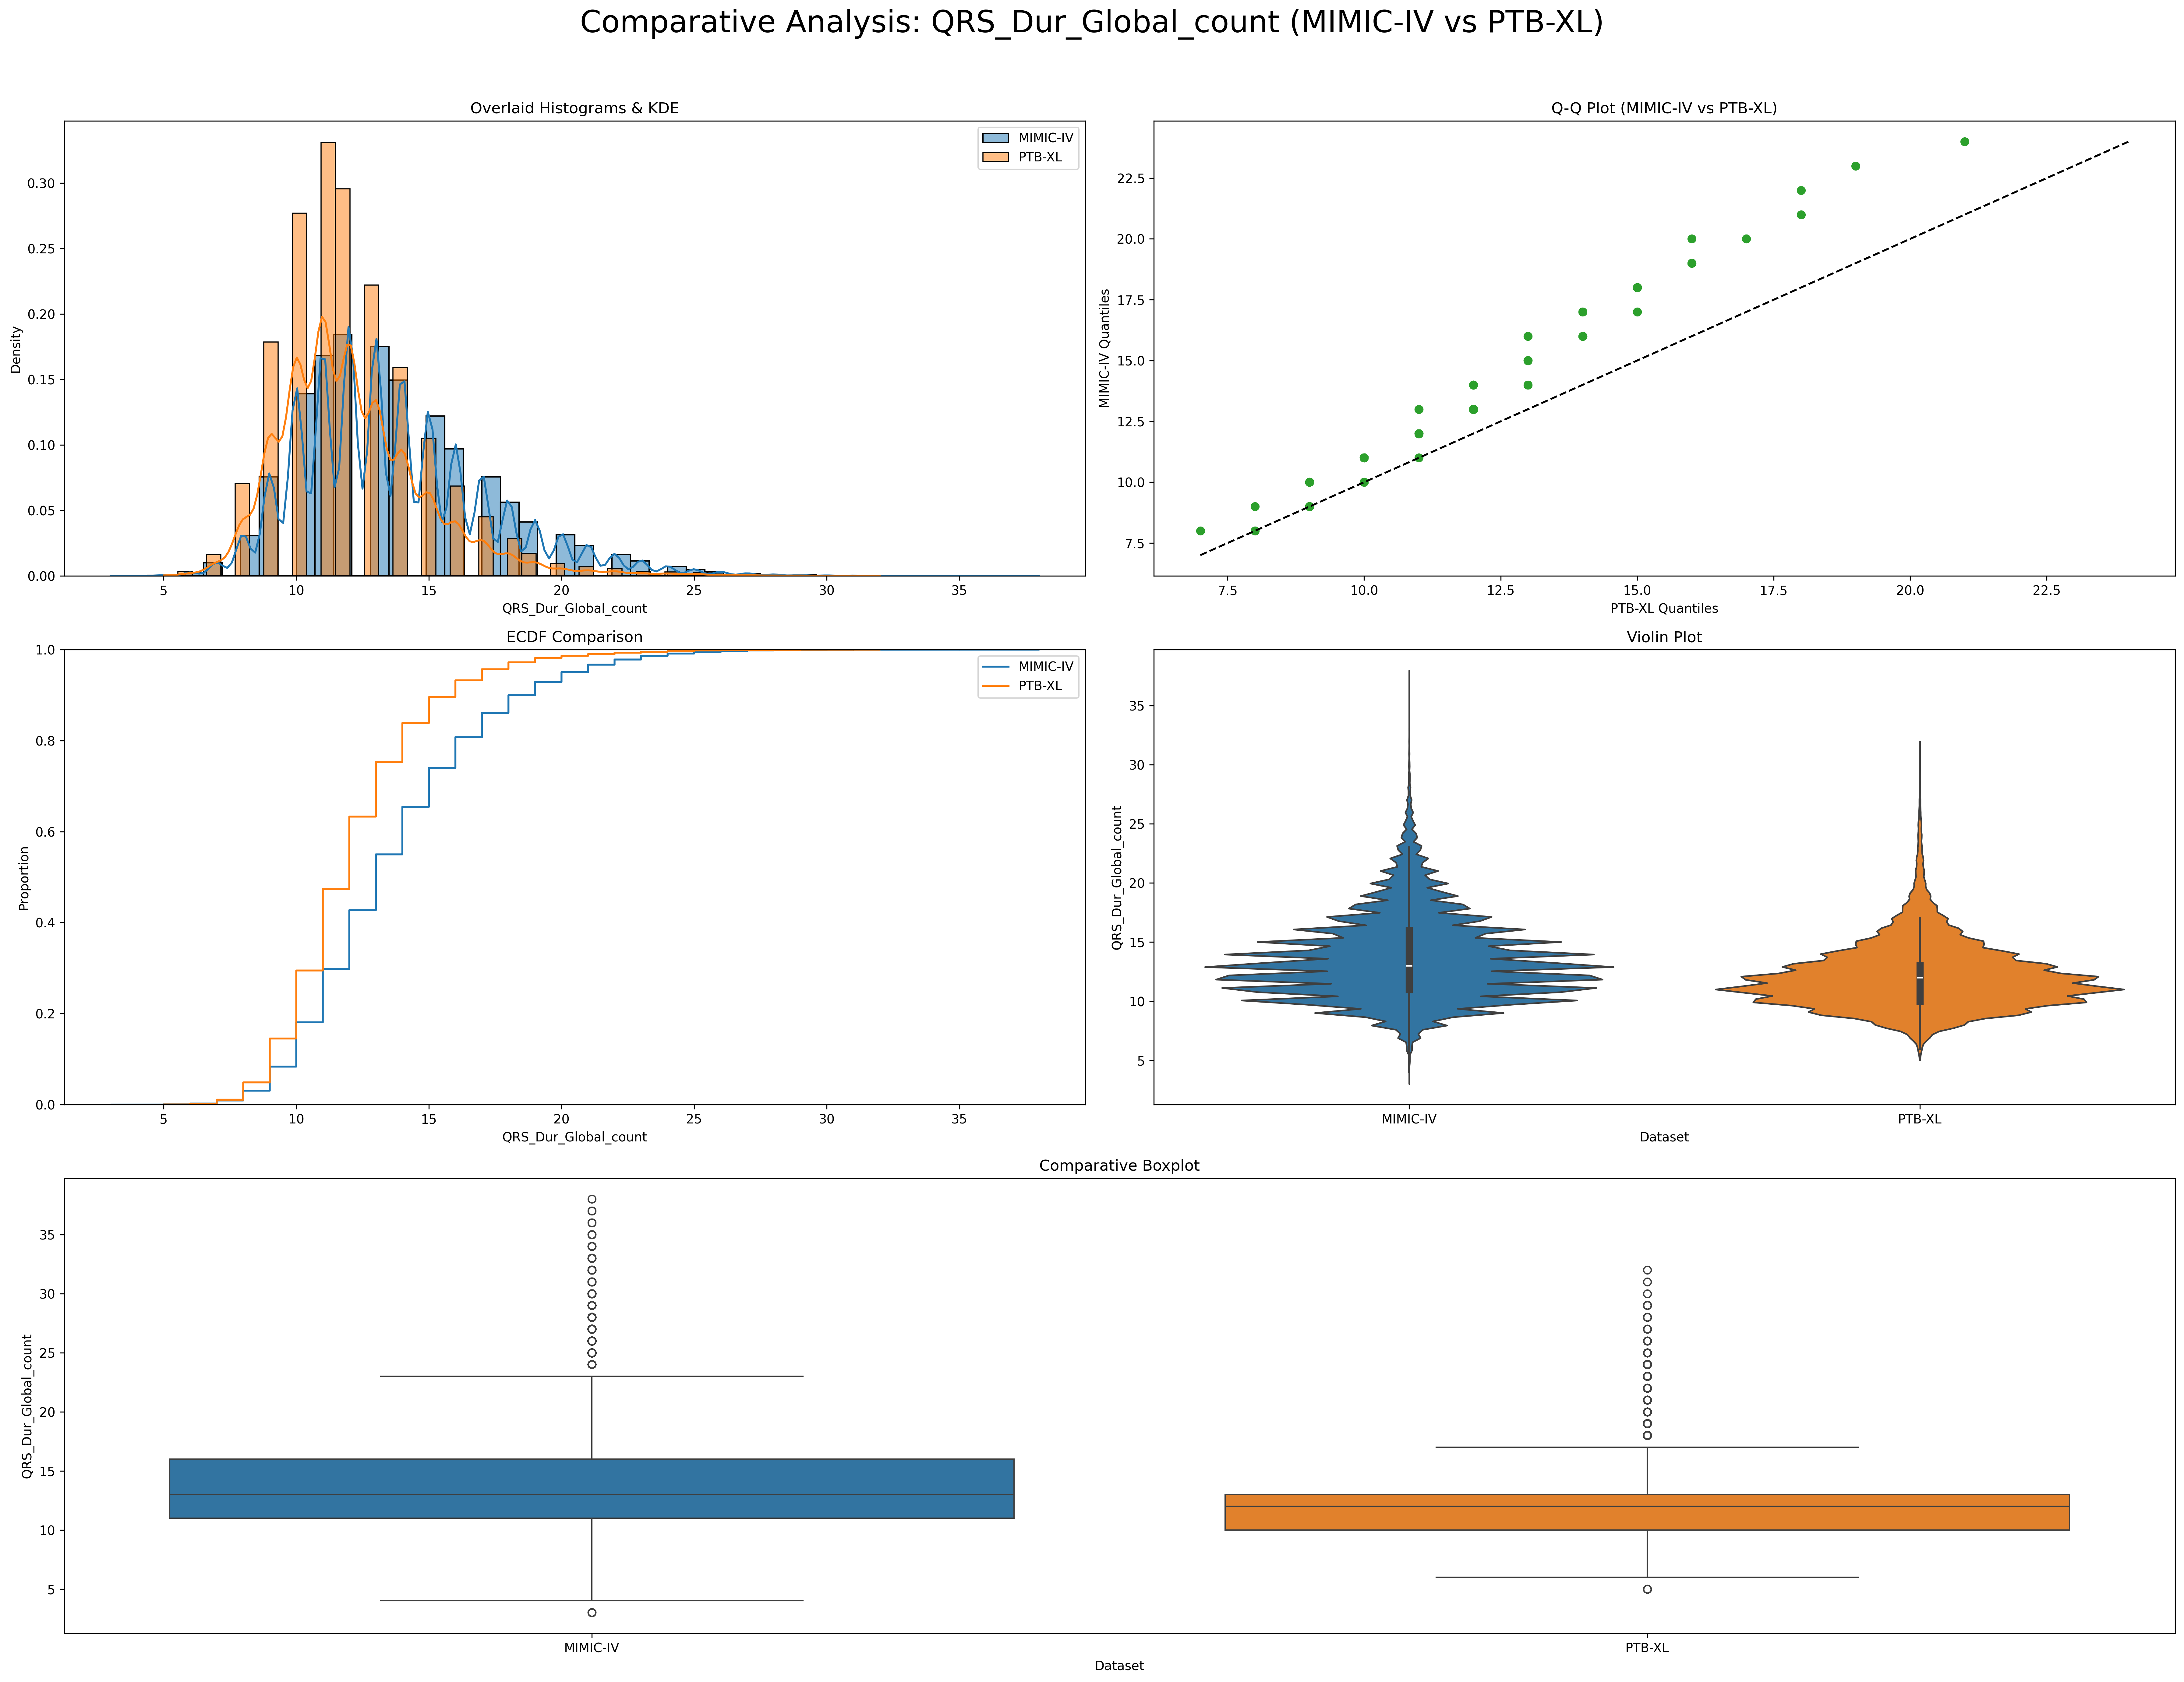 Comparative Analysis: QRS_Dur_Global_count (MIMIC-IV vs PTB-XL)
Overlaid Histograms & KDE
MIMIC-IV
PTB-XL
0.30
0.25
0.20
0.15
0.10
0.05
0.00
Density
5 10 15 20 25 30 35
QRS_Dur_Global_count
Q-Q Plot (MIMIC-IV vs PTB-XL)
22.5
20.0
17.5
15.0
12.5
10.0
7.5
MIMIC-IV Quantiles
7.5 10.0 12.5 15.0 17.5 20.0 22.5
PTB-XL Quantiles
ECDF Comparison
MIMIC-IV
PTB-XL
1.0
0.8
0.6
0.4
0.2
0.0
Proportion
5 10 15 20 25 30 35
QRS_Dur_Global_count
Violin Plot
35
30
25
20
15
10
5
QRS_Dur_Global_count
MIMIC-IV PTB-XL
Dataset
Comparative Boxplot
35
30
25
20
15
10
5
QRS_Dur_Global_count
MIMIC-IV PTB-XL
Dataset